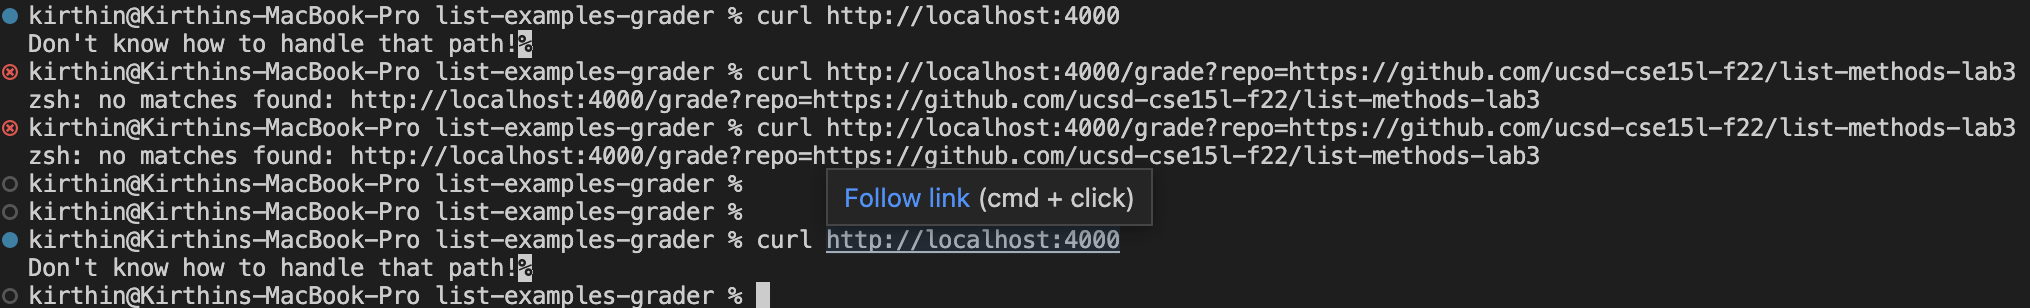 kirthin@Kirthins-MacBook-Pro list-examples-grader % curl http://localhost:4000
Don't know how to handle that path!%
kirthin@Kirthins-MacBook-Pro list-examples-grader % curl http://localhost:4000/grade?repo=https://github.com/ucsd-cse15l-f22/list-methods-lab3
zsh: no matches found: http://localhost:4000/grade?repo=https://github.com/ucsd-cse15l-f22/list-methods-lab3
kirthin@Kirthins-MacBook-Pro list-examples-grader % curl http://localhost:4000/grade?repo=https://github.com/ucsd-cse15l-f22/list-methods-lab3
zsh: no matches found: http://localhost:4000/grade?repo=https://github.com/ucsd-cse15l-f22/list-methods-lab3
kirthin@Kirthins-MacBook-Pro list-examples-grader %
Follow link (cmd + click)
kirthin@Kirthins-MacBook-Pro list-examples-grader %
kirthin@Kirthins-MacBook-Pro list-examples-grader % curl http://localhost:4000
Don't know how to handle that path!%
kirthin@Kirthins-MacBook-Pro list-examples-grader %